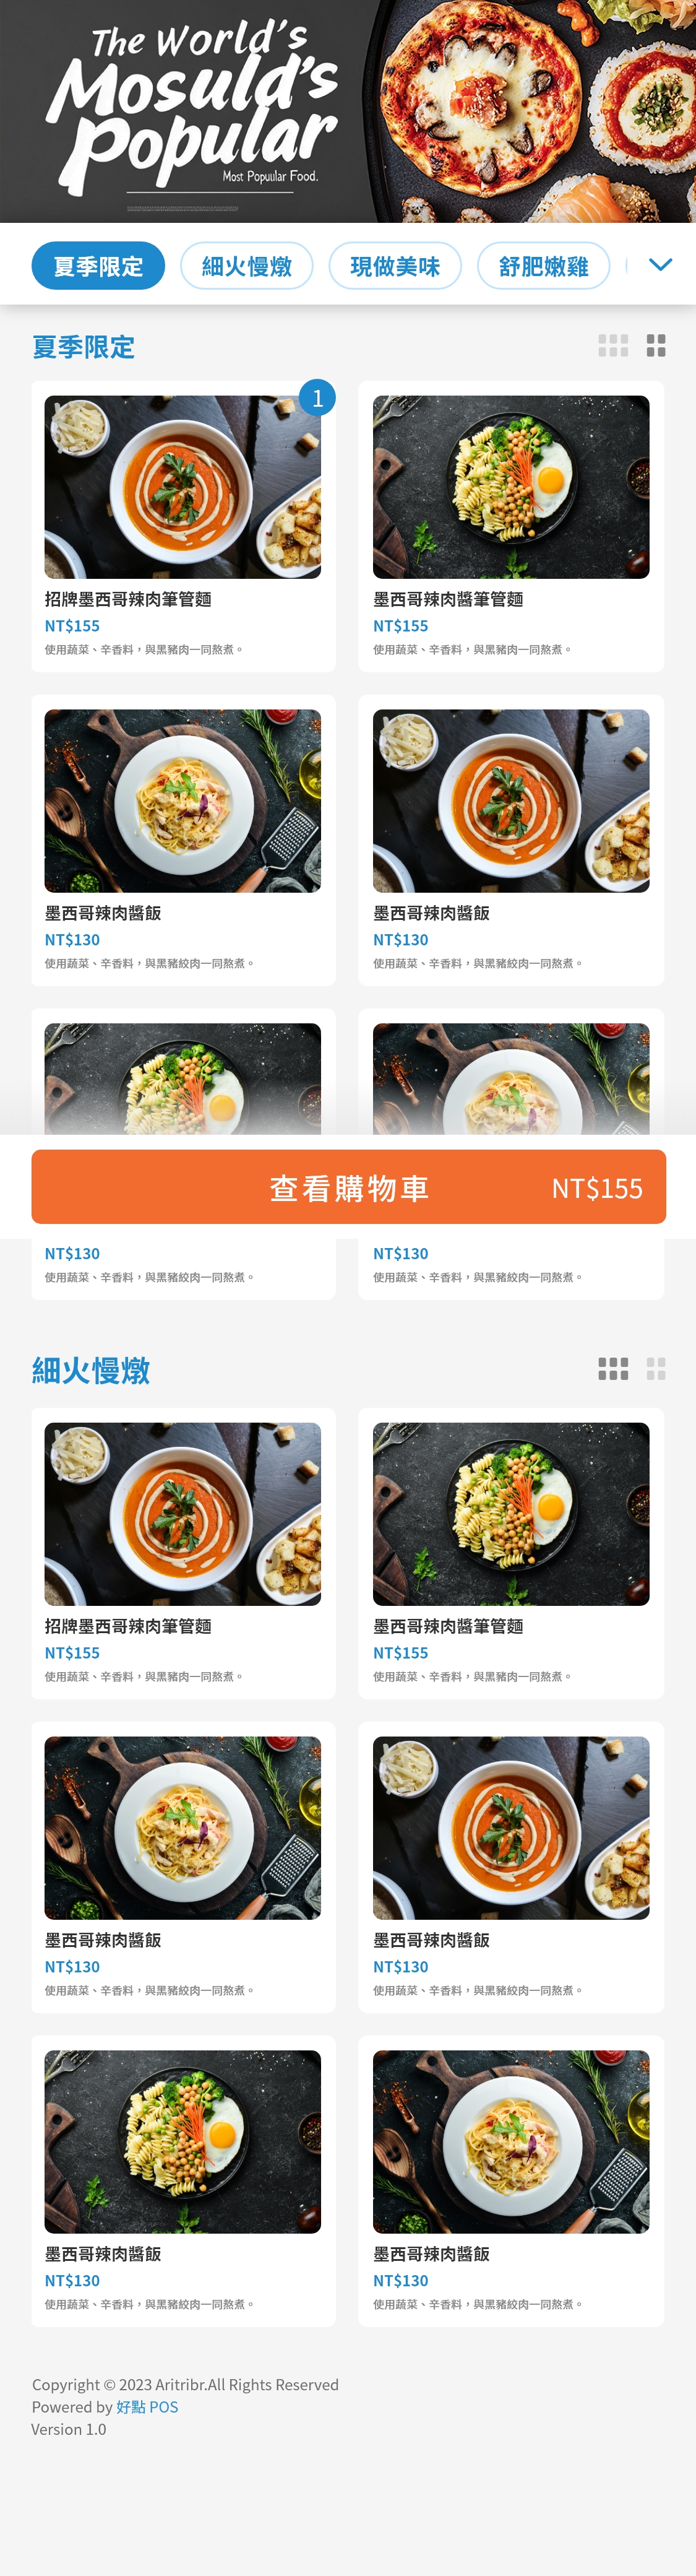 The World's
Mosuld's
Popular
Most Popuular Food.
夏季限定
細火慢燉
現做美味
舒肥嫩雞
夏季限定
1
招牌墨西哥辣肉筆管麵
NT$155
使用蔬菜、辛香料，與黑豬肉一同熬煮。
墨西哥辣肉醬筆管麵
NT$155
使用蔬菜、辛香料，與黑豬肉一同熬煮。
墨西哥辣肉醬飯
NT$130
使用蔬菜、辛香料，與黑豬絞肉一同熬煮。
墨西哥辣肉醬飯
NT$130
使用蔬菜、辛香料，與黑豬絞肉一同熬煮。
查看購物車
NT$155
NT$130
使用蔬菜、辛香料，與黑豬絞肉一同熬煮。
NT$130
使用蔬菜、辛香料，與黑豬絞肉一同熬煮。
細火慢燉
招牌墨西哥辣肉筆管麵
NT$155
使用蔬菜、辛香料，與黑豬肉一同熬煮。
墨西哥辣肉醬筆管麵
NT$155
使用蔬菜、辛香料，與黑豬肉一同熬煮。
墨西哥辣肉醬飯
NT$130
使用蔬菜、辛香料，與黑豬絞肉一同熬煮。
墨西哥辣肉醬飯
NT$130
使用蔬菜、辛香料，與黑豬絞肉一同熬煮。
墨西哥辣肉醬飯
NT$130
使用蔬菜、辛香料，與黑豬絞肉一同熬煮。
墨西哥辣肉醬飯
NT$130
使用蔬菜、辛香料，與黑豬絞肉一同熬煮。
Copyright © 2023 Aritribr.All Rights Reserved
Powered by 好點 POS
Version 1.0